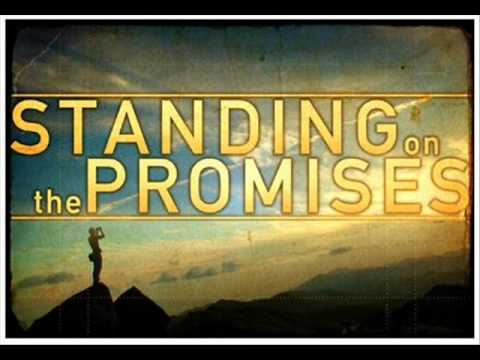 STANDING on
the PROMISES